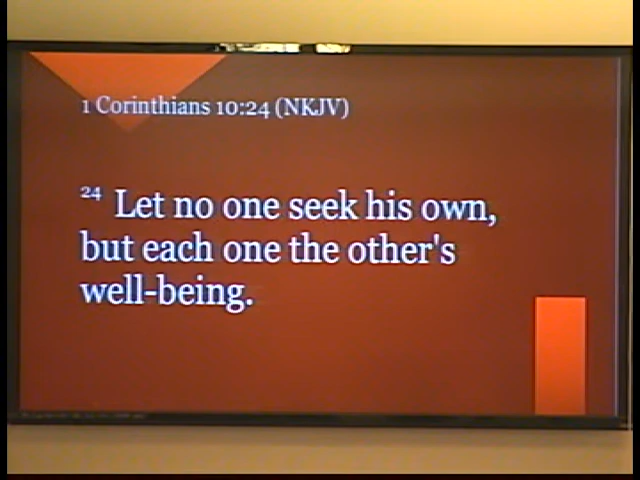 1 Corinthians 10:24 (NKJV)
24 Let no one seek his own,
but each one the other's
well-being.